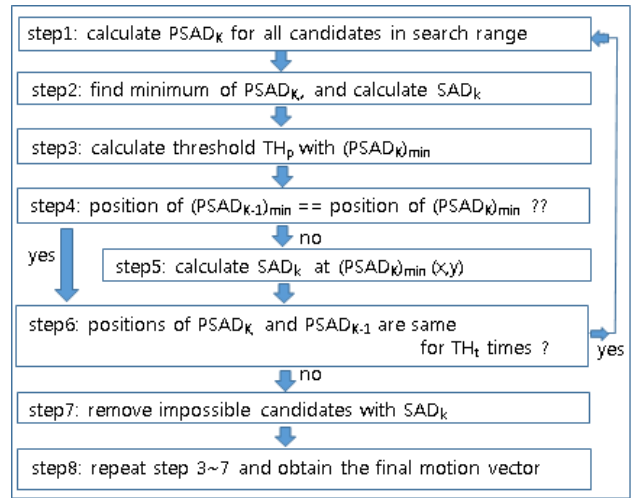 step1: calculate PSADK for all candidates in search range
step2: find minimum of PSADK, and calculate SADk
step3: calculate threshold THp with (PSADK)min
step4: position of (PSADK-1)min == position of (PSADK)min ??
no
yes
step5: calculate SADk at (PSADK)min (x,y)
step6: positions of PSADK and PSADK-1 are same
for THt times ?
yes
no
step7: remove impossible candidates with SADk
step8: repeat step 3~7 and obtain the final motion vector